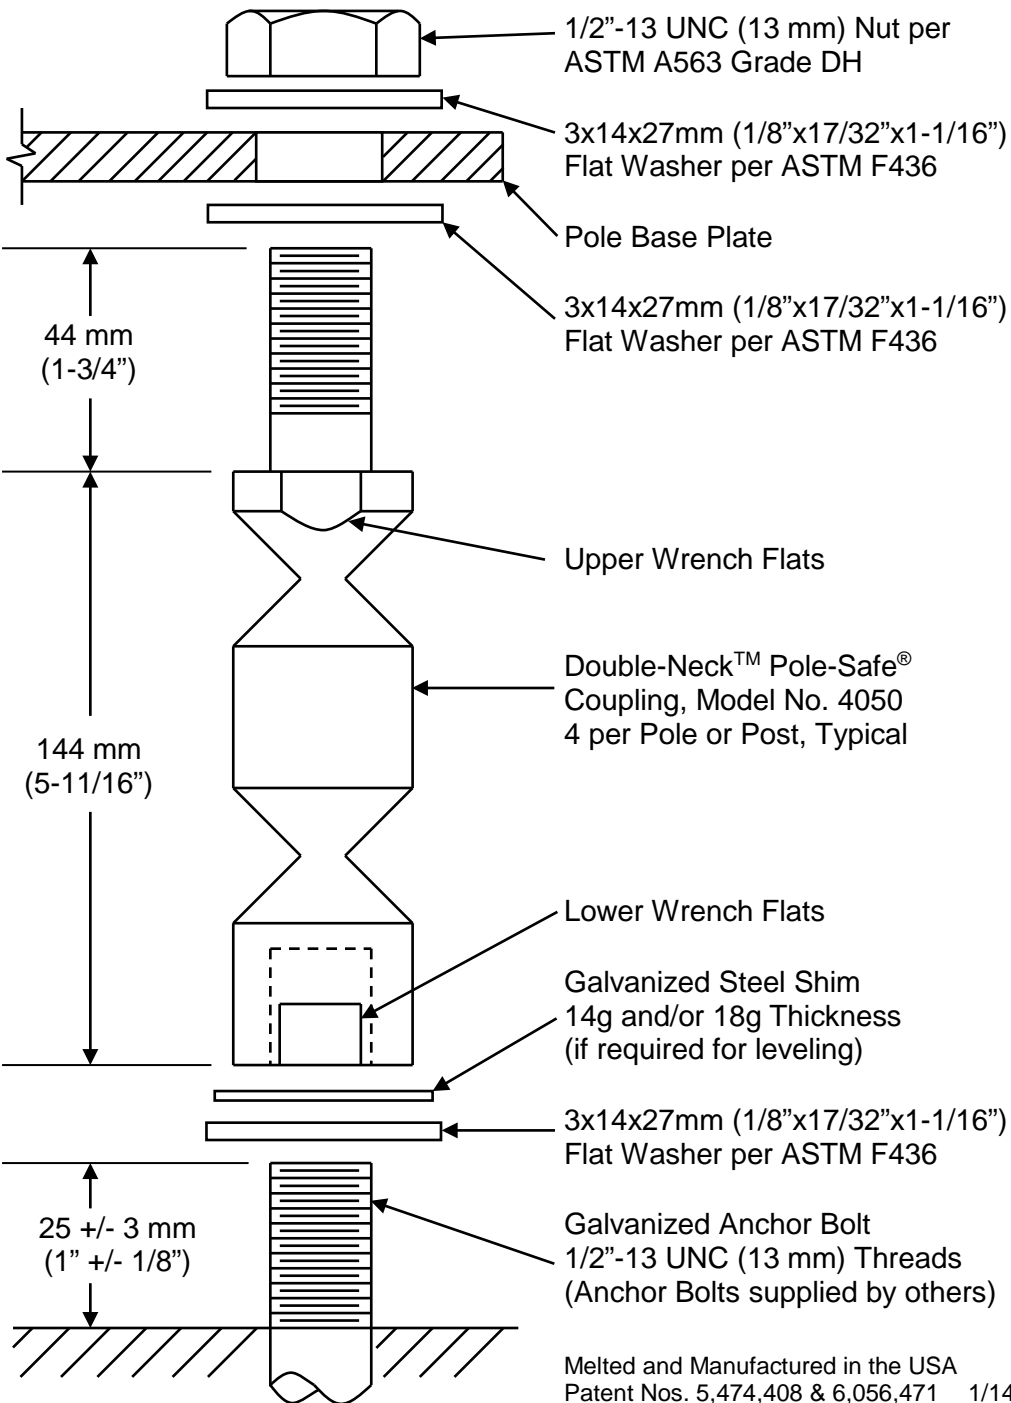 1/2”-13 UNC (13 mm) Nut per
ASTM A563 Grade DH
3x14x27mm (1/8”x17/32”x1-1/16”)
Flat Washer per ASTM F436
Pole Base Plate
3x14x27mm (1/8”x17/32”x1-1/16”)
Flat Washer per ASTM F436
44 mm
(1-3/4”)
Upper Wrench Flats
Double-Neck™ Pole-Safe®
Coupling, Model No. 4050
4 per Pole or Post, Typical
144 mm
(5-11/16”)
Lower Wrench Flats
Galvanized Steel Shim
14g and/or 18g Thickness
(if required for leveling)
3x14x27mm (1/8”x17/32”x1-1/16”)
Flat Washer per ASTM F436
25 +/- 3 mm
(1” +/- 1/8”)
Galvanized Anchor Bolt
1/2”-13 UNC (13 mm) Threads
(Anchor Bolts supplied by others)
Melted and Manufactured in the USA
Patent Nos. 5,474,408 & 6,056,471 1/14